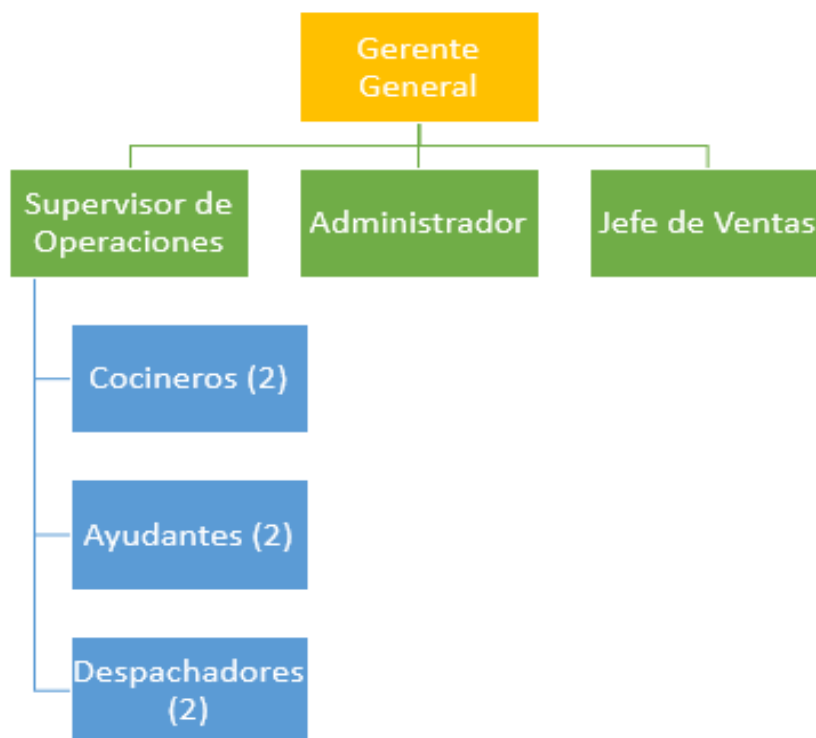 Gerente
General
Supervisor de
Operaciones
Administrador
Jefe de Ventas
Cocineros (2)
Ayudantes (2)
Despachadores
(2)